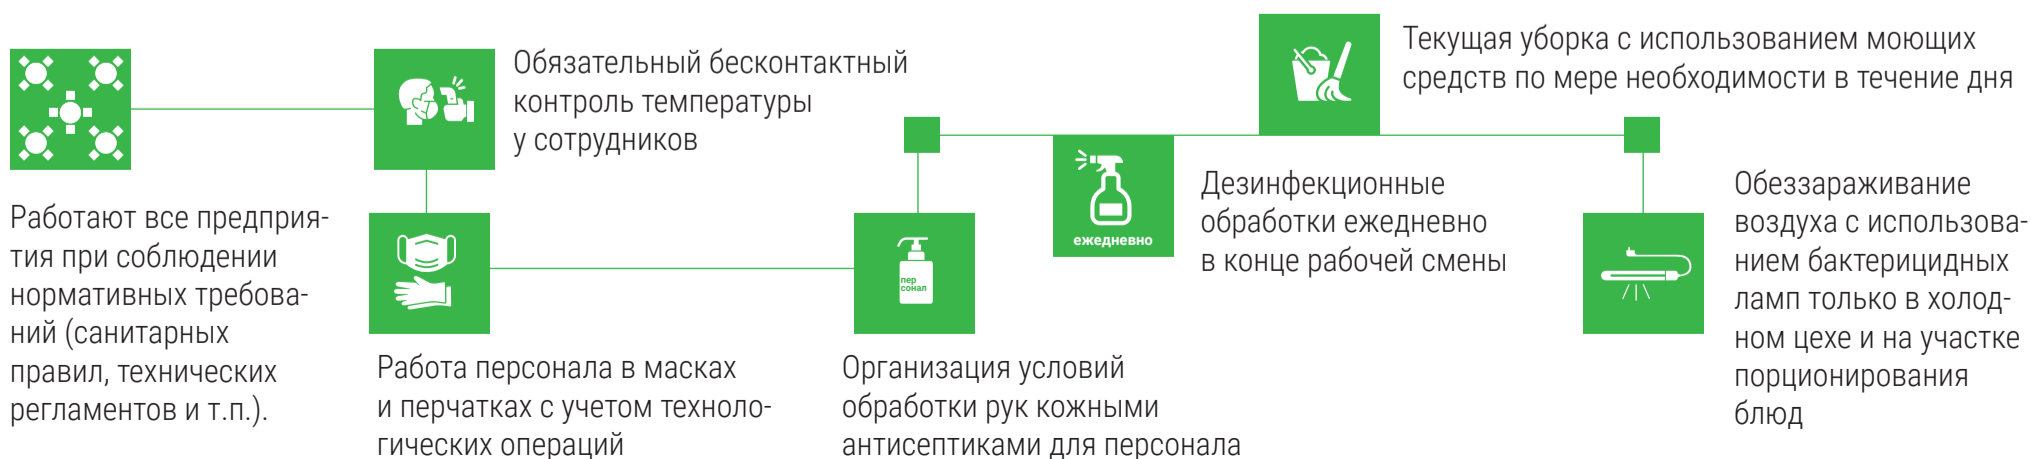 Работают все предприя-
тия при соблюдении
нормативных требова-
ний (санитарных
правил, технических
регламентов и т.п.).
Обязательный бесконтактный
контроль температуры
у сотрудников
Работа персонала в масках
и перчатках с учетом техноло-
гических операций
пер
сонал
Организация условий
обработки рук кожными
антисептиками для персонала
ежедневно
Дезинфекционные
обработки ежедневно
в конце рабочей смены
Текущая уборка с использованием моющих
средств по мере необходимости в течение дня
Обеззараживание
воздуха с использова-
нием бактерицидных
ламп только в холод-
ном цехе и на участке
порционирования
блюд